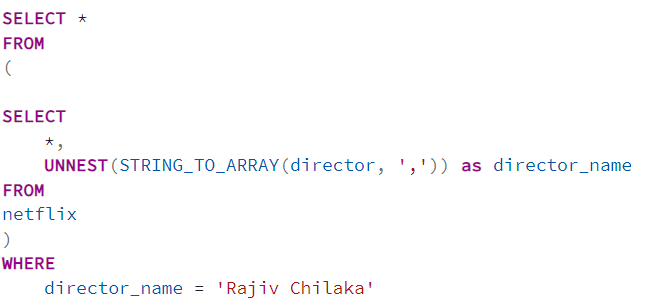 SELECT *
FROM
(
SELECT
*,
UNNEST(STRING_TO_ARRAY(director, ',')) as director_name
FROM
netflix
)
WHERE
director_name = 'Rajiv Chilaka'